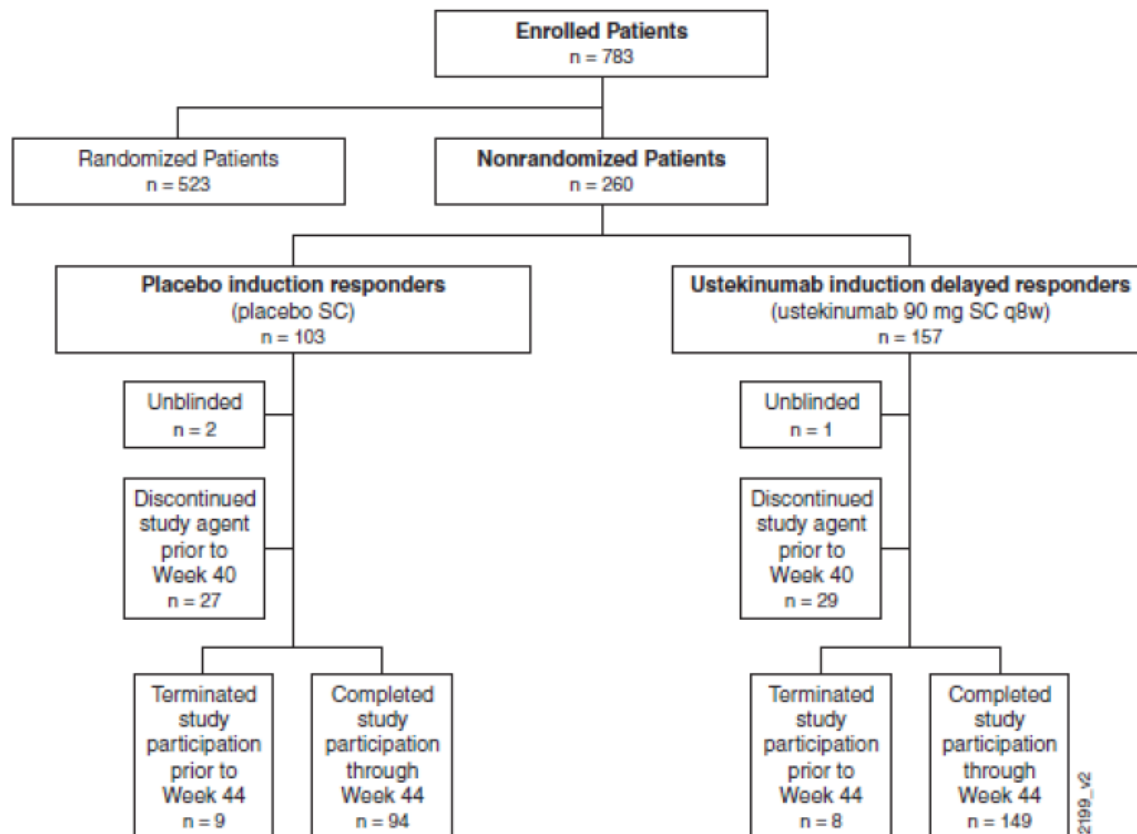 Enrolled Patients
n = 783
Randomized Patients
n = 523
Nonrandomized Patients
n = 260
Placebo induction responders
(placebo SC)
n = 103
Ustekinumab induction delayed responders
(ustekinumab 90 mg SC q8w)
n = 157
Unblinded
n = 2
Unblinded
n = 1
Discontinued
study agent
prior to
Week 40
n = 27
Discontinued
study agent
prior to
Week 40
n = 29
Terminated
study
participation
prior to
Week 44
n = 9
Completed
study
participation
through
Week 44
n = 94
Terminated
study
participation
prior to
Week 44
n = 8
Completed
study
participation
through
Week 44
n = 149
2199_v2